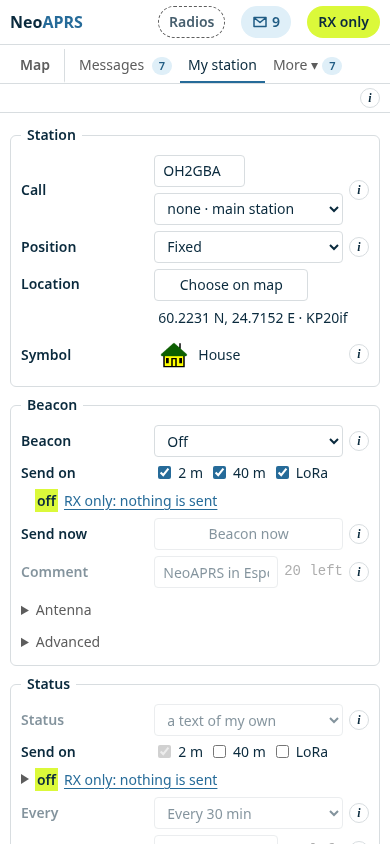 NeoAPRS Radios 9 RX only
Map Messages 7 My station More ▾ 7
i
Station
Call OH2GBA
none · main station i
Position Fixed i
Location Choose on map
60.2231 N, 24.7152 E · KP20if
Symbol House i
Beacon
Beacon Off i
Send on 2 m 40 m LoRa
off RX only: nothing is sent
Send now Beacon now i
Comment NeoAPRS in Esp 20 left i
▶ Antenna
▶ Advanced
Status
Status a text of my own i
Send on 2 m 40 m LoRa
▶ off RX only: nothing is sent
Every Every 30 min i